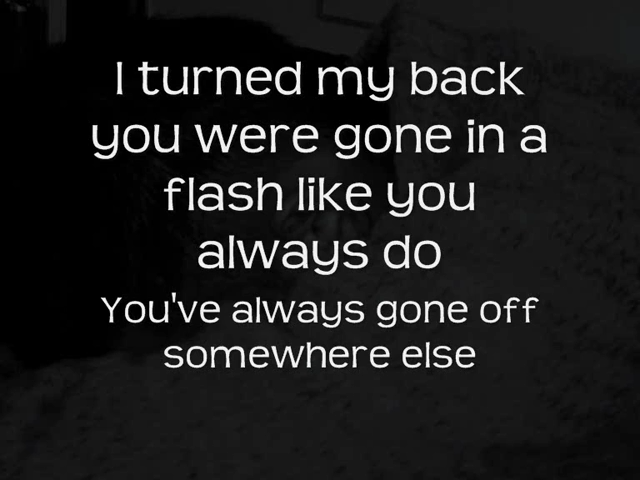 I turned my back
you were gone in a
flash like you
always do
You've always gone off
somewhere else